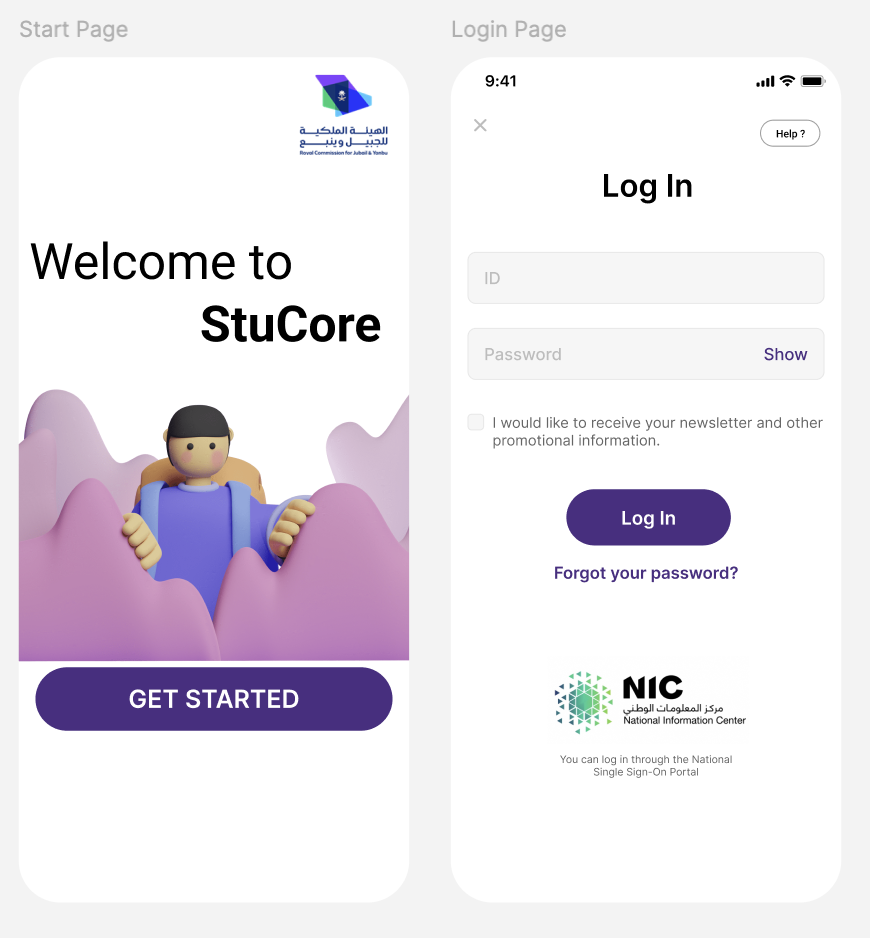 Start Page
الهيئة الملكية
للجبيل وينبع
Royal Commission for Jubail & Yanbu
Welcome to
StuCore
GET STARTED
Login Page
9:41
Help ?
Log In
ID
Password
Show
I would like to receive your newsletter and other
promotional information.
Log In
Forgot your password?
NIC
مركز المعلومات الوطني
National Information Center
You can log in through the National
Single Sign-On Portal